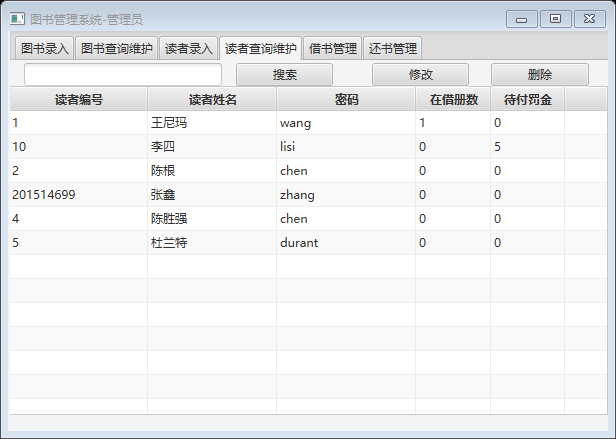 图书管理系统-管理员
图书录入 图书查询维护 读者录入 读者查询维护 借书管理 还书管理
搜索 修改 删除
读者编号 读者姓名 密码 在借册数 待付罚金
1 王尼玛 wang 1 0
10 李四 lisi 0 5
2 陈根 chen 0 0
201514699 张鑫 zhang 0 0
4 陈胜强 chen 0 0
5 杜兰特 durant 0 0